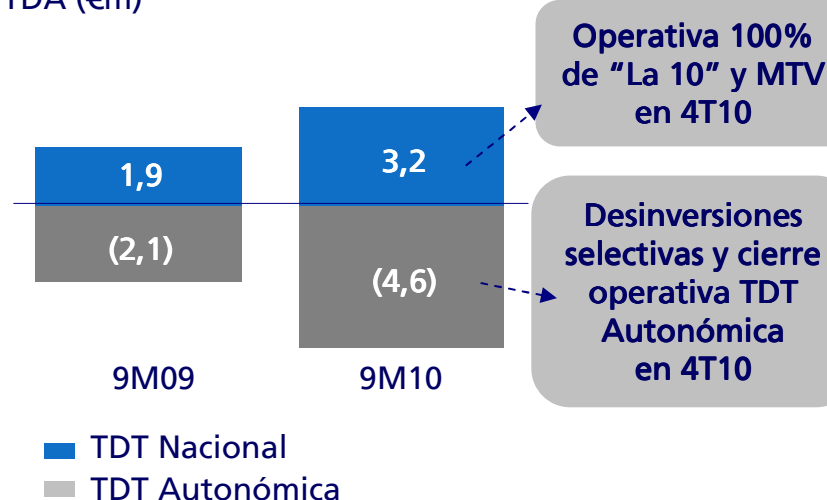 TDA (€m)
Operativa 100%
de “La 10” y MTV
en 4T10
1,9
3,2
(2,1)
(4,6)
Desinversiones
selectivas y cierre
operativa TDT
Autonómica
en 4T10
9M09
9M10
TDT Nacional
TDT Autonómica